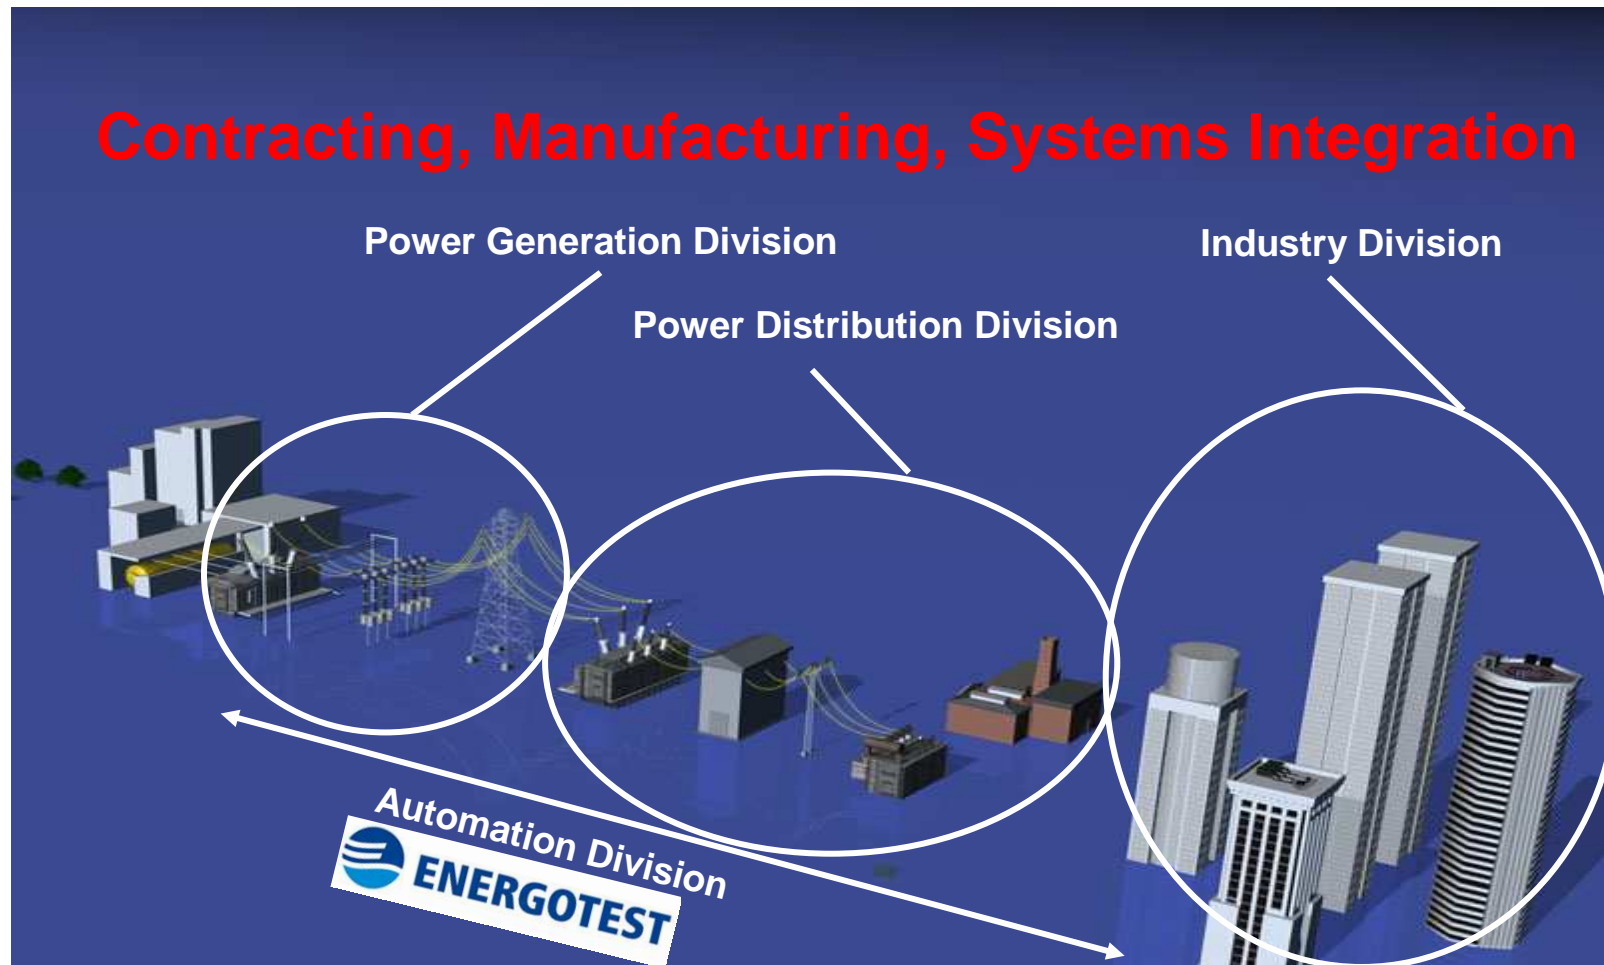 Contracting, Manufacturing, Systems Integration
Power Generation Division
Industry Division
Power Distribution Division
Automation Division
ENERGOTEST